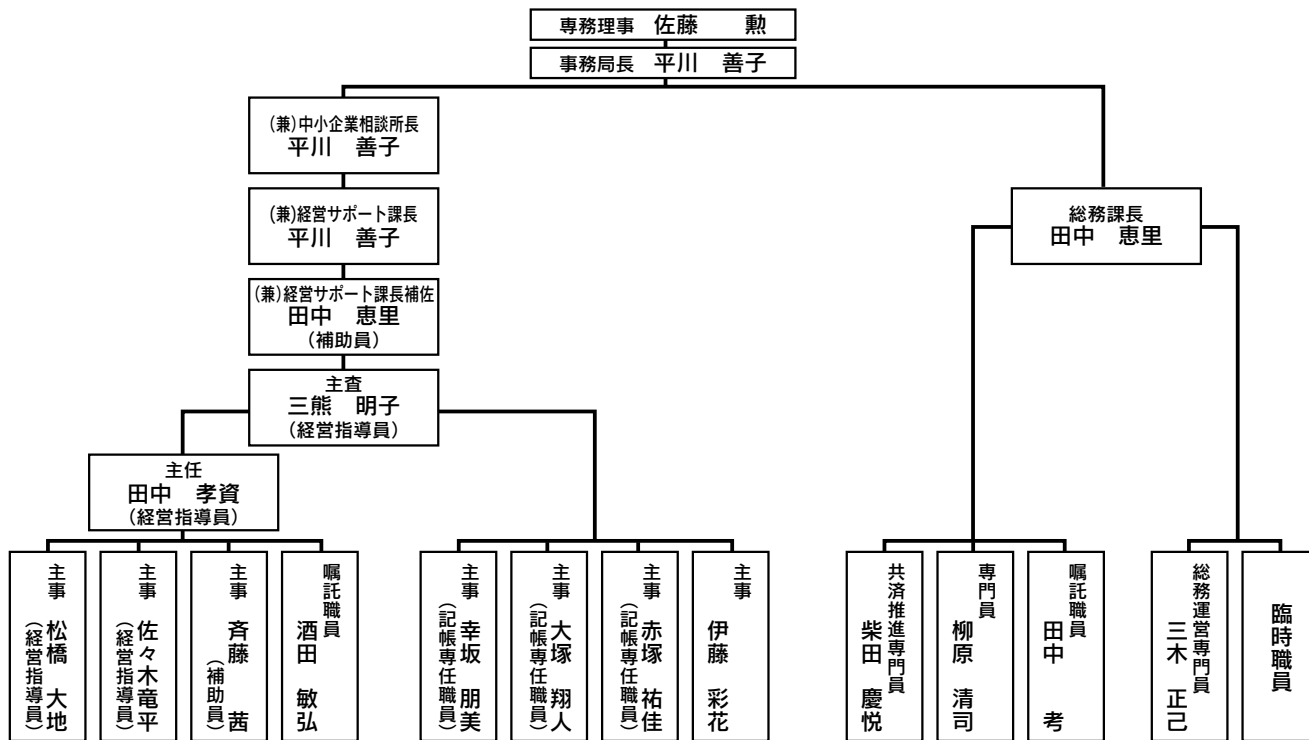 専務理事 佐藤　勲
事務局長 平川　善子
(兼)中小企業相談所長
平川　善子
(兼)経営サポート課長
平川　善子
総務課長
田中　恵里
(兼)経営サポート課長補佐
田中　恵里
(補助員)
主査
三熊　明子
(経営指導員)
主任
田中　孝資
(経営指導員)
主事
松橋　大地
(経営指導員)
主事
佐々木竜平
(経営指導員)
主事
斉藤　茜
(補助員)
嘱託職員
酒田　敏弘
主事
幸坂　朋美
(記帳専任職員)
主事
大塚　翔人
(記帳専任職員)
主事
赤塚　祐佳
(記帳専任職員)
主事
伊藤　彩花
共済推進専門員
柴田　慶悦
専門員
柳原　清司
嘱託職員
田中　考
総務運営専門員
三木　正己
臨時職員